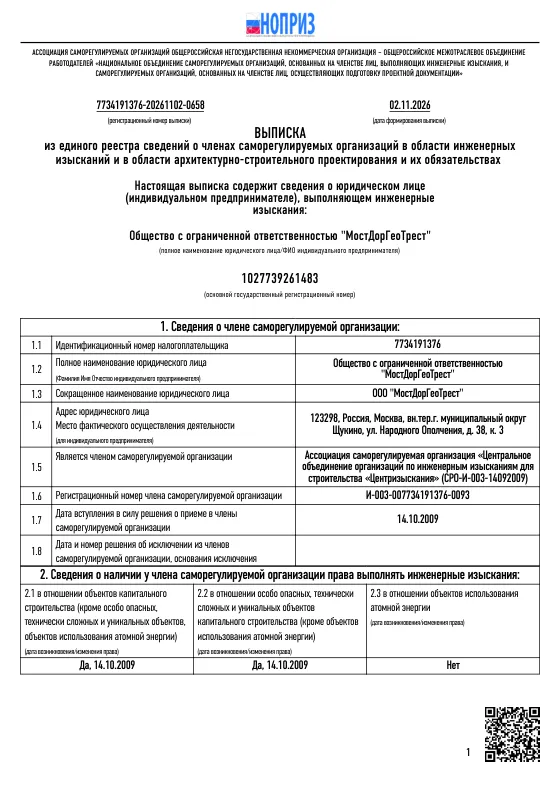 НОПРИЗ
АССОЦИАЦИЯ САМОРЕГУЛИРУЕМЫХ ОРГАНИЗАЦИЙ ОБЩЕРОССИЙСКАЯ НЕГОСУДАРСТВЕННАЯ НЕКОММЕРЧЕСКАЯ ОРГАНИЗАЦИЯ – ОБЩЕРОССИЙСКОЕ МЕЖОТРАСЛЕВОЕ ОБЪЕДИНЕНИЕ
РАБОТОДАТЕЛЕЙ «НАЦИОНАЛЬНОЕ ОБЪЕДИНЕНИЕ САМОРЕГУЛИРУЕМЫХ ОРГАНИЗАЦИЙ, ОСНОВАННЫХ НА ЧЛЕНСТВЕ ЛИЦ, ВЫПОЛНЯЮЩИХ ИНЖЕНЕРНЫЕ ИЗЫСКАНИЯ, И
САМОРЕГУЛИРУЕМЫХ ОРГАНИЗАЦИЙ, ОСНОВАННЫХ НА ЧЛЕНСТВЕ ЛИЦ, ОСУЩЕСТВЛЯЮЩИХ ПОДГОТОВКУ ПРОЕКТНОЙ ДОКУМЕНТАЦИИ»
7734191376-20261102-0658 02.11.2026
(регистрационный номер выписки) (дата формирования выписки)
ВЫПИСКА
из единого реестра сведений о членах саморегулируемых организаций в области инженерных
изысканий и в области архитектурно-строительного проектирования и их обязательствах
Настоящая выписка содержит сведения о юридическом лице
(индивидуальном предпринимателе), выполняющем инженерные
изыскания:
Общество с ограниченной ответственностью "МостДорГеоТрест"
(полное наименование юридического лица/ФИО индивидуального предпринимателя)
1027739261483
(основной государственный регистрационный номер)
1. Сведения о члене саморегулируемой организации:
1.1 Идентификационный номер налогоплательщика 7734191376
1.2 Полное наименование юридического лица
(Фамилия Имя Отчество индивидуального предпринимателя)
Общество с ограниченной ответственностью
"МостДорГеоТрест"
1.3 Сокращенное наименование юридического лица ООО "МостДорГеоТрест"
1.4 Адрес юридического лица
Место фактического осуществления деятельности
(для индивидуального предпринимателя)
123298, Россия, Москва, вн.тер.г. муниципальный округ
Щукино, ул. Народного Ополчения, д. 38, к. 3
1.5 Является членом саморегулируемой организации
Ассоциация саморегулируемая организация «Центральное
объединение организаций по инженерным изысканиям для
строительства «Центризыскания» (СРО-И-003-14092009)
1.6 Регистрационный номер члена саморегулируемой организации И-003-007734191376-0093
1.7 Дата вступления в силу решения о приеме в члены
саморегулируемой организации
14.10.2009
1.8 Дата и номер решения об исключении из членов
саморегулируемой организации, основания исключения
2. Сведения о наличии у члена саморегулируемой организации права выполнять инженерные изыскания:
2.1 в отношении объектов капитального
строительства (кроме особо опасных,
технически сложных и уникальных объектов,
объектов использования атомной энергии)
(дата возникновения/изменения права)
2.2 в отношении особо опасных, технически
сложных и уникальных объектов
капитального строительства (кроме объектов
использования атомной энергии)
(дата возникновения/изменения права)
2.3 в отношении объектов использования
атомной энергии
(дата возникновения/изменения права)
Да, 14.10.2009 Да, 14.10.2009 Нет
1